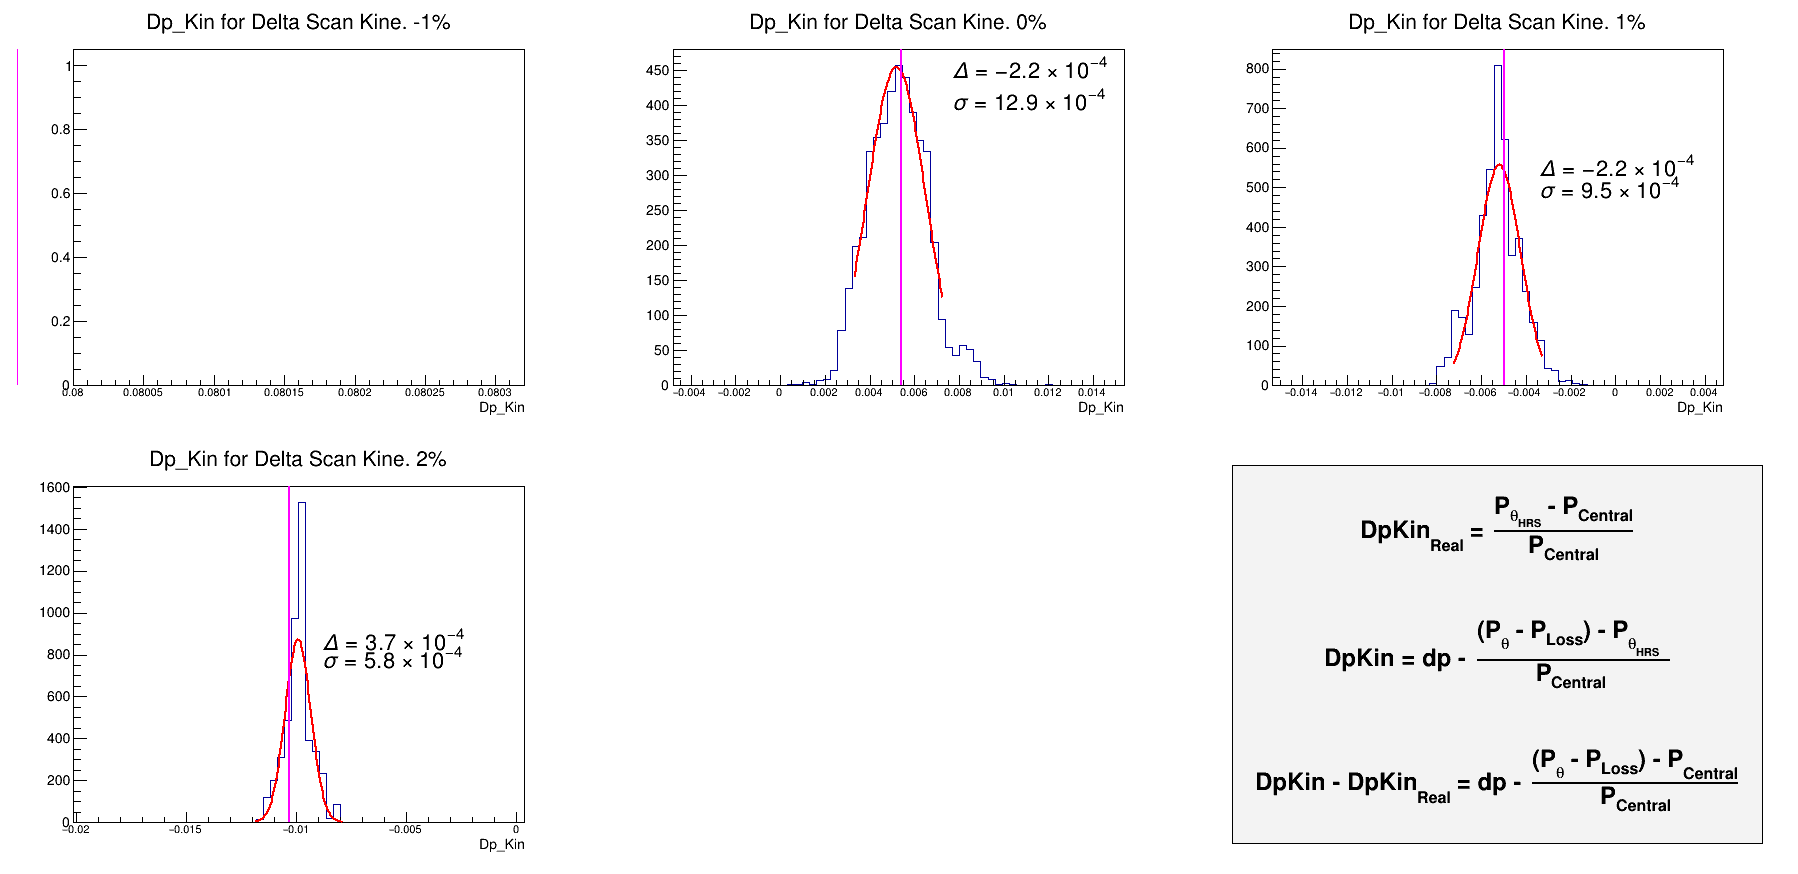 Dp_Kin for Delta Scan Kine. -1%
1
0.8
0.6
0.4
0.2
0
0.08 0.08005 0.0801 0.08015 0.0802 0.08025 0.0803
Dp_Kin
Dp_Kin for Delta Scan Kine. 0%
Δ = −2.2 × 10⁻⁴
σ = 12.9 × 10⁻⁴
450
400
350
300
250
200
150
100
50
0
−0.004 −0.002 0 0.002 0.004 0.006 0.008 0.01 0.012 0.014
Dp_Kin
Dp_Kin for Delta Scan Kine. 1%
Δ = −2.2 × 10⁻⁴
σ = 9.5 × 10⁻⁴
800
700
600
500
400
300
200
100
0
−0.014 −0.012 −0.01 −0.008 −0.006 −0.004 −0.002 0 0.002 0.004
Dp_Kin
Dp_Kin for Delta Scan Kine. 2%
Δ = 3.7 × 10⁻⁴
σ = 5.8 × 10⁻⁴
1600
1400
1200
1000
800
600
400
200
0
−0.02 −0.015 −0.01 −0.005 0
Dp_Kin
P_θ_HRS - P_Central
DpKin_Real =
P_Central
(P_θ - P_Loss) - P_θ_HRS
DpKin = dp -
P_Central
(P_θ - P_Loss) - P_Central
DpKin - DpKin_Real = dp -
P_Central